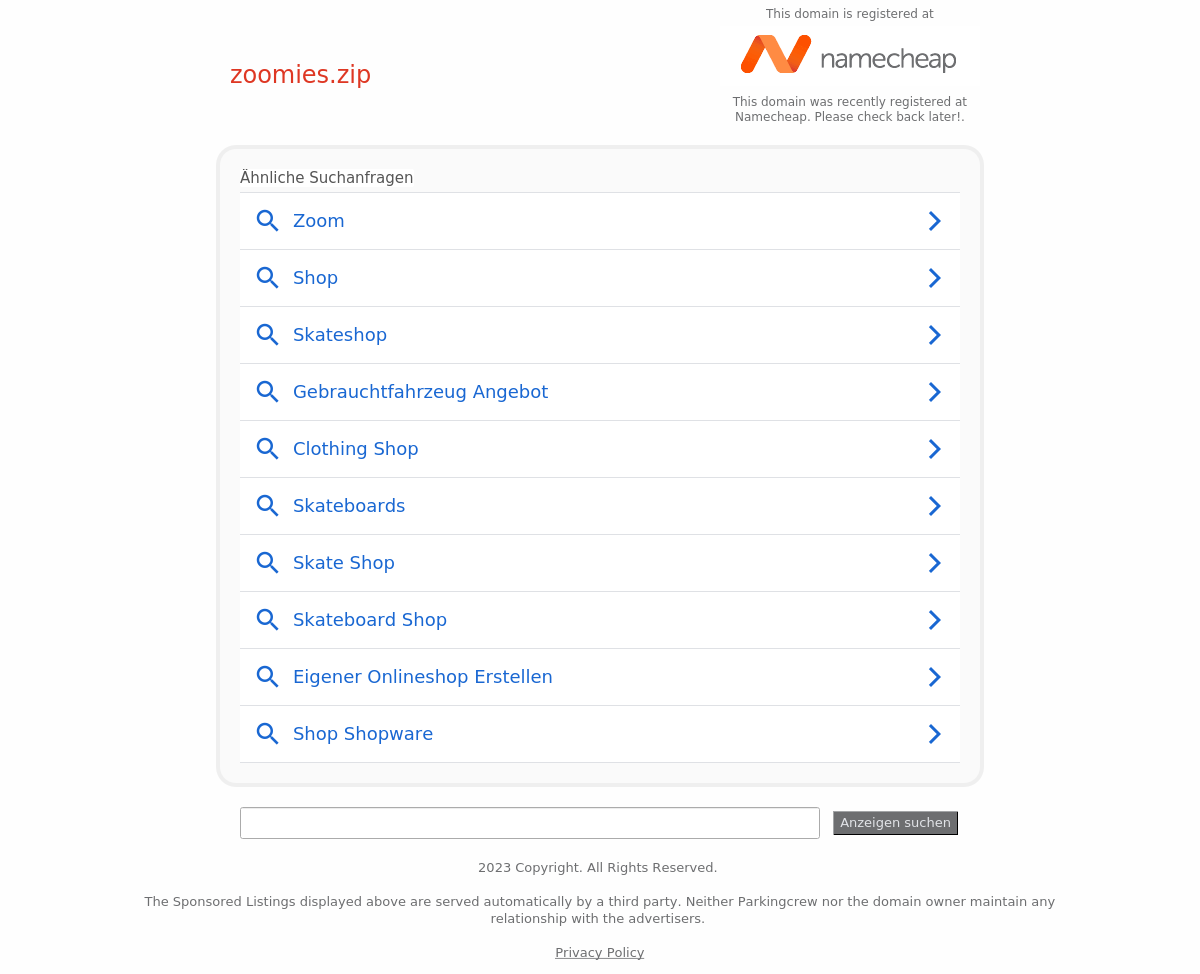 This domain is registered at
namecheap
zoomies.zip
This domain was recently registered at
Namecheap. Please check back later!.
Ähnliche Suchanfragen
Zoom
Shop
Skateshop
Gebrauchtfahrzeug Angebot
Clothing Shop
Skateboards
Skate Shop
Skateboard Shop
Eigener Onlineshop Erstellen
Shop Shopware
Anzeigen suchen
2023 Copyright. All Rights Reserved.
The Sponsored Listings displayed above are served automatically by a third party. Neither Parkingcrew nor the domain owner maintain any
relationship with the advertisers.
Privacy Policy